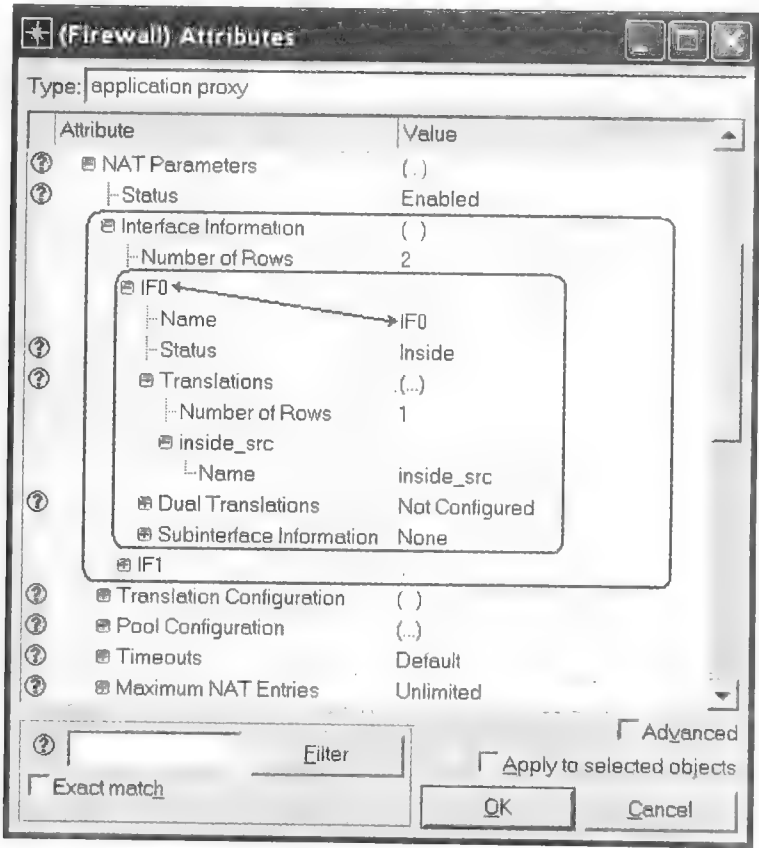 (Firewall) Attributes
Type: application proxy
Attribute Value
NAT Parameters (.)
Status Enabled
Interface Information ( )
Number of Rows 2
IF0
Name IF0
Status Inside
Translations (...)
Number of Rows 1
inside_src
Name inside_src
Dual Translations Not Configured
Subinterface Information None
IF1
Translation Configuration ( )
Pool Configuration (...)
Timeouts Default
Maximum NAT Entries Unlimited
Advanced
Filter
Apply to selected objects
Exact match
OK Cancel